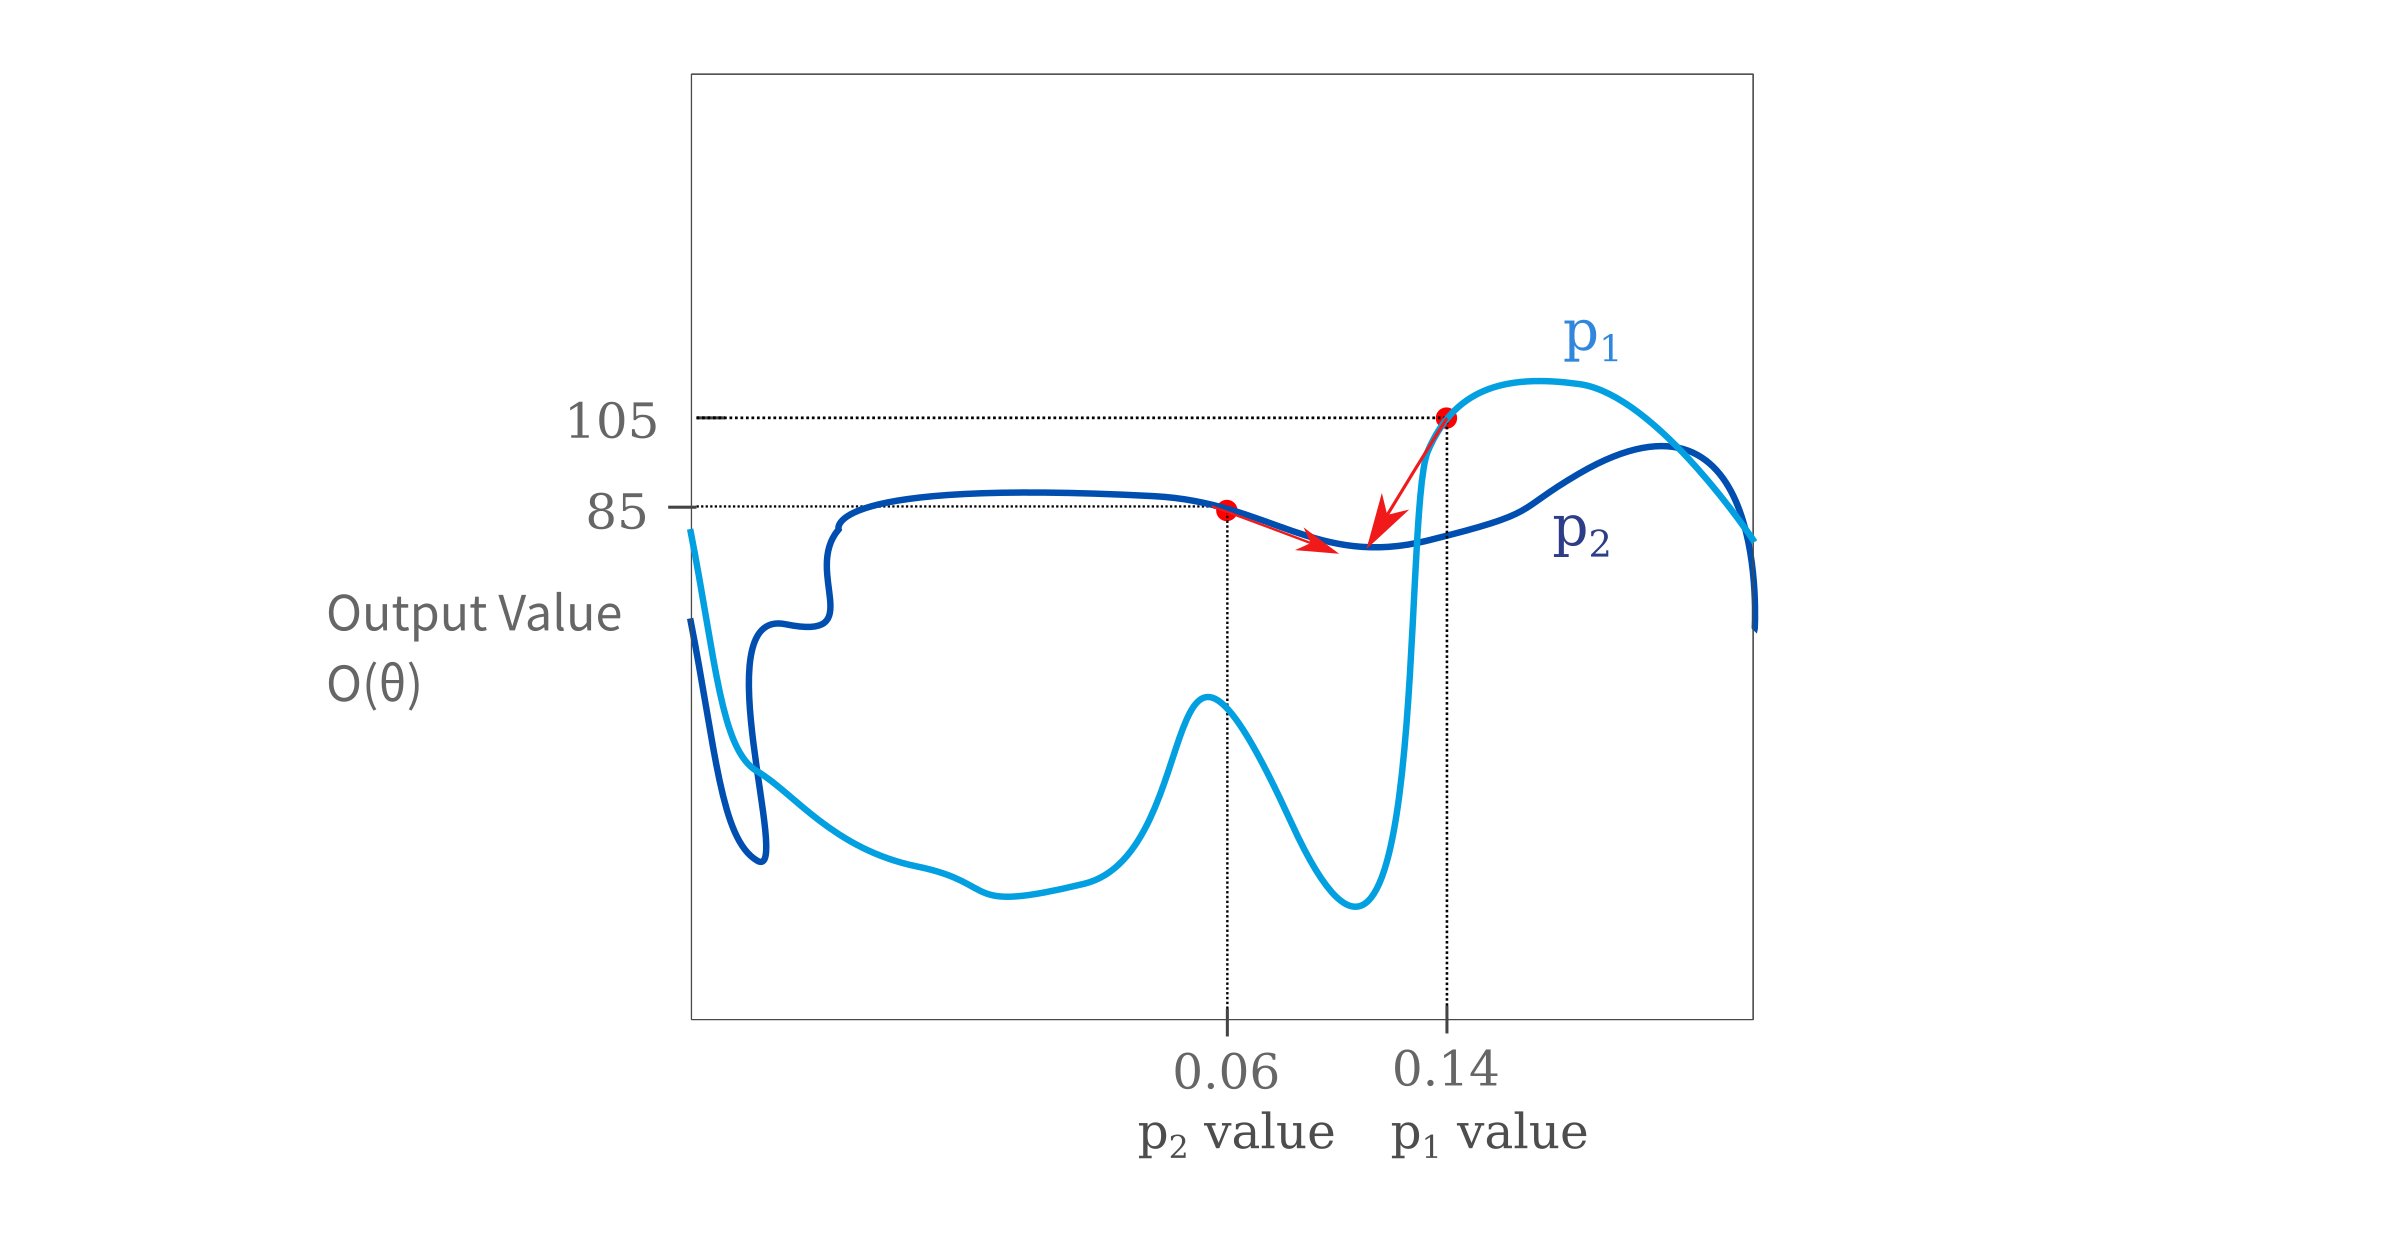 p₁
105
85
p₂
Output Value
O(θ)
0.06
0.14
p₂ value
p₁ value